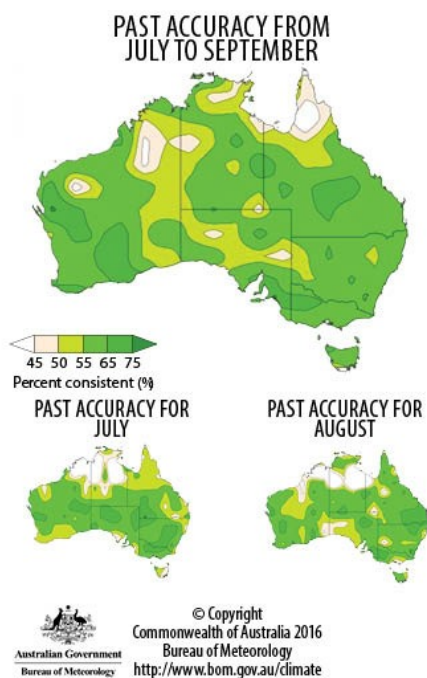 PAST ACCURACY FROM
JULY TO SEPTEMBER
45 50 55 65 75
Percent consistent (%)
PAST ACCURACY FOR
JULY
PAST ACCURACY FOR
AUGUST
Australian Government
Bureau of Meteorology
© Copyright
Commonwealth of Australia 2016
Bureau of Meteorology
http://www.bom.gov.au/climate